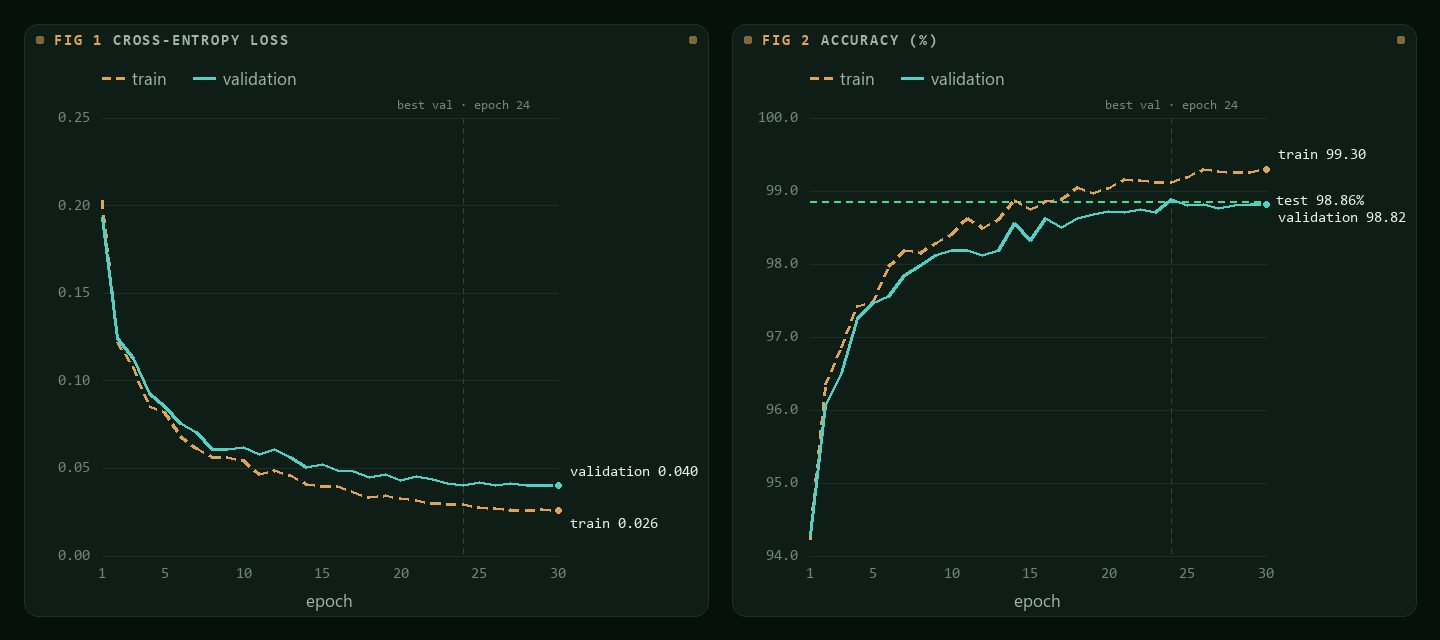 FIG 1 CROSS-ENTROPY LOSS
train validation
best val · epoch 24
0.25
0.20
0.15
0.10
0.05
0.00
validation 0.040
train 0.026
1 5 10 15 20 25 30
epoch
FIG 2 ACCURACY (%)
train validation
best val · epoch 24
100.0
99.0
98.0
97.0
96.0
95.0
94.0
train 99.30
test 98.86%
validation 98.82
1 5 10 15 20 25 30
epoch